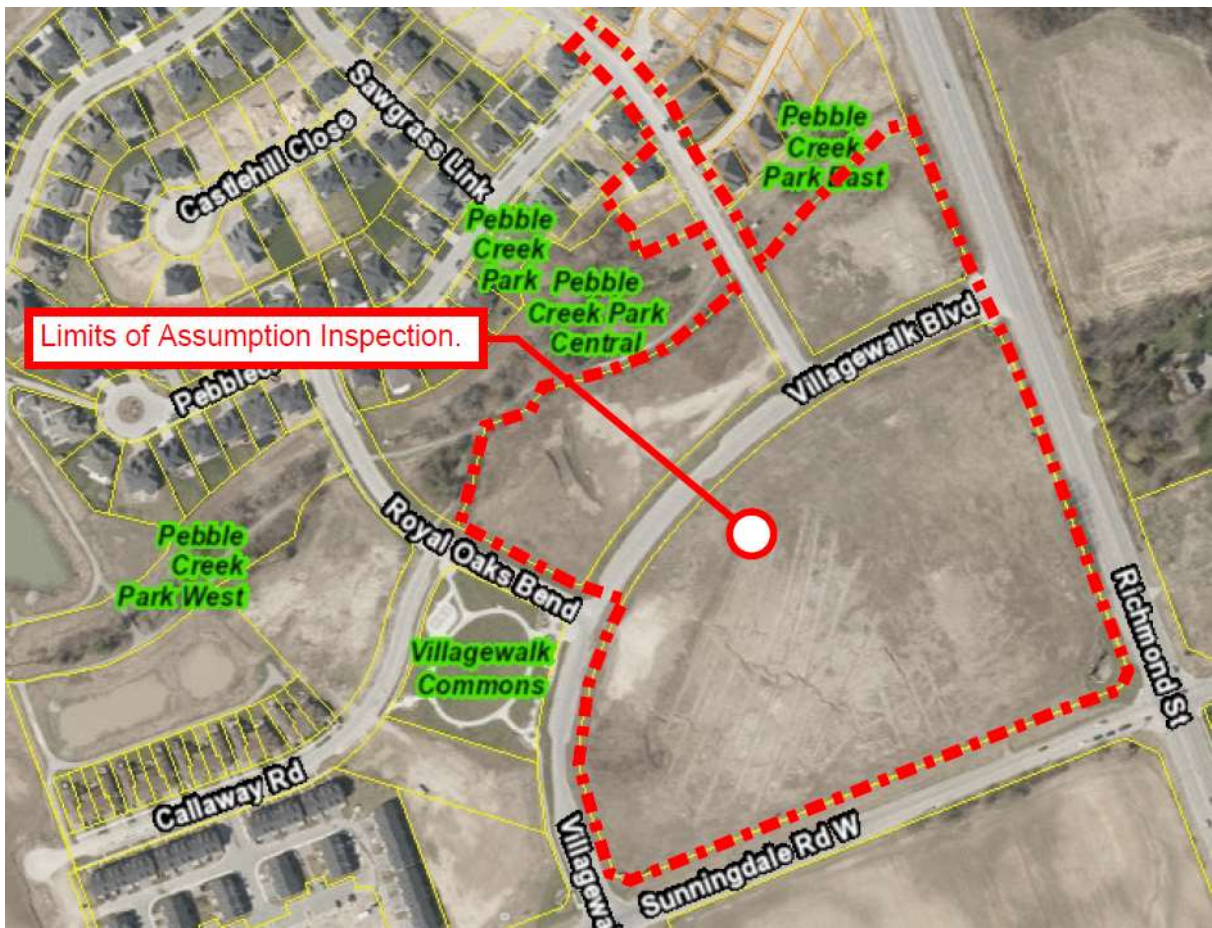 Sawgrass Link
Castlehill Close
Pebble
Creek
Park East
Pebble
Creek
Park
Pebble
Creek Park
Central
Limits of Assumption Inspection.
Villagewalk Blvd
Royal Oaks Bend
Pebble
Creek
Park West
Villagewalk
Commons
Richmond St
Callaway Rd
Sunningdale Rd W